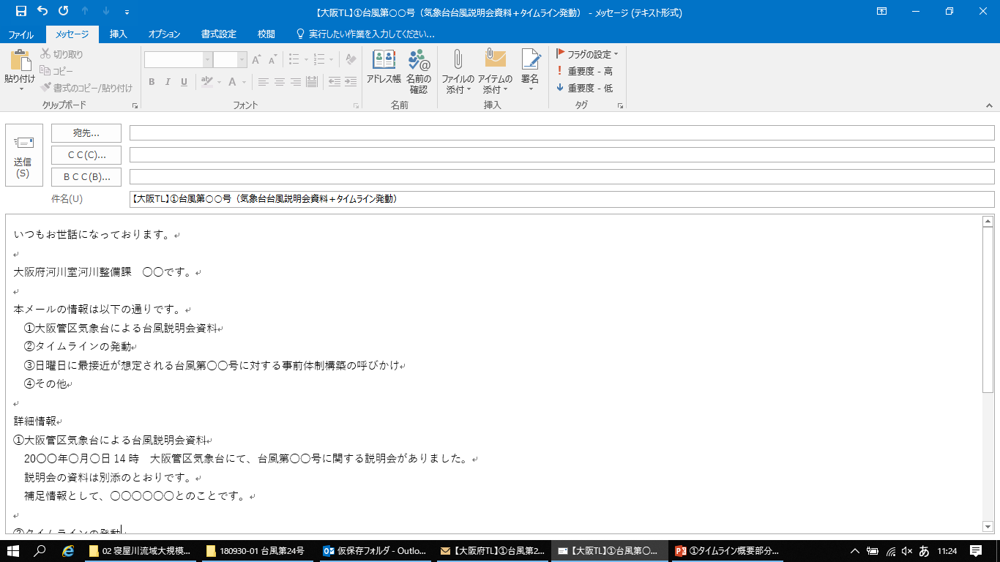 【大阪TL】①台風第○○号（気象台台風説明会資料＋タイムライン発動） - メッセージ (テキスト形式)
ファイル メッセージ 挿入 オプション 書式設定 校閲 実行したい作業を入力してください...
貼り付け
切り取り
コピー
書式のコピー/貼り付け
クリップボード
B I U A A A
フォント
アドレス帳 名前の確認
名前
ファイルの添付 アイテムの添付 署名
挿入
フラグの設定
重要度 - 高
重要度 - 低
タグ
送信
(S)
宛先...
ＣＣ(C)...
ＢＣＣ(B)...
件名(U) 【大阪TL】①台風第○○号（気象台台風説明会資料＋タイムライン発動）
いつもお世話になっております。↵
↵
大阪府河川室河川整備課　〇〇です。↵
↵
本メールの情報は以下の通りです。↵
①大阪管区気象台による台風説明会資料↵
②タイムラインの発動↵
③日曜日に最接近が想定される台風第〇〇号に対する事前体制構築の呼びかけ↵
④その他↵
↵
詳細情報↵
①大阪管区気象台による台風説明会資料↵
20〇〇年〇月〇日 14 時　大阪管区気象台にて、台風第〇〇号に関する説明会がありました。↵
説明会の資料は別添のとおりです。↵
補足情報として、〇〇〇〇〇〇とのことです。↵
↵
②タイムラインの発動
02 寝屋川流域大規模... 180930-01 台風第24号 仮保存フォルダ - Outlo... 【大阪府TL】①台風第2... 【大阪TL】①台風第〇... ①タイムライン概要部分... あ 11:24